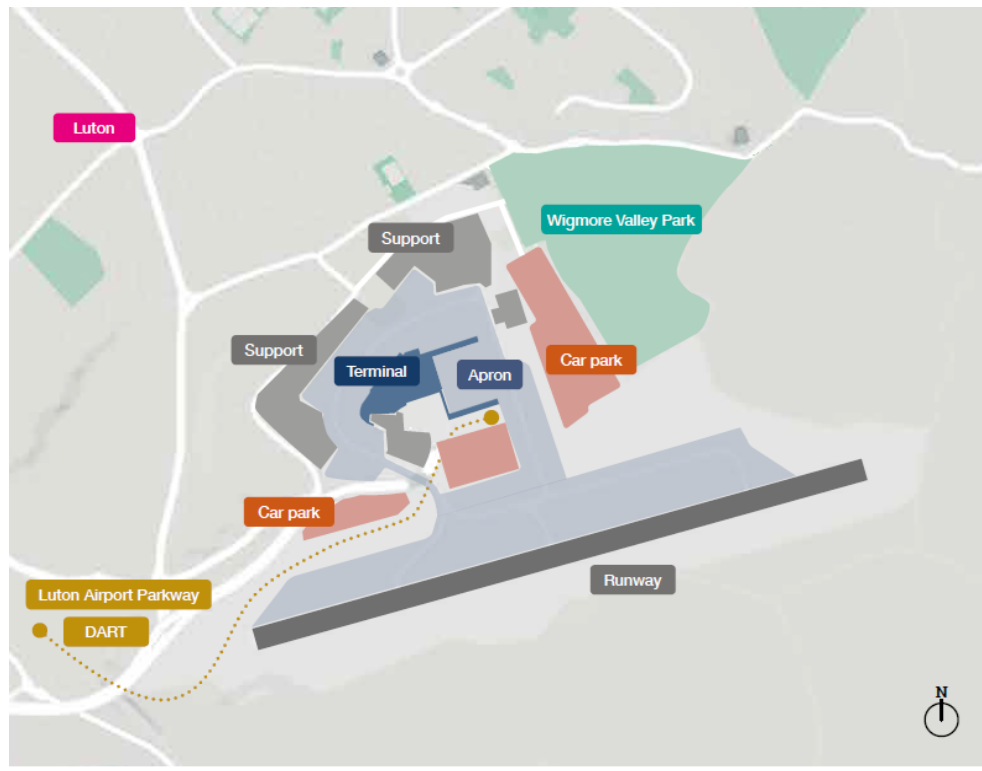 Luton
Wigmore Valley Park
Support
Support
Terminal
Apron
Car park
Car park
Runway
Luton Airport Parkway
DART
N